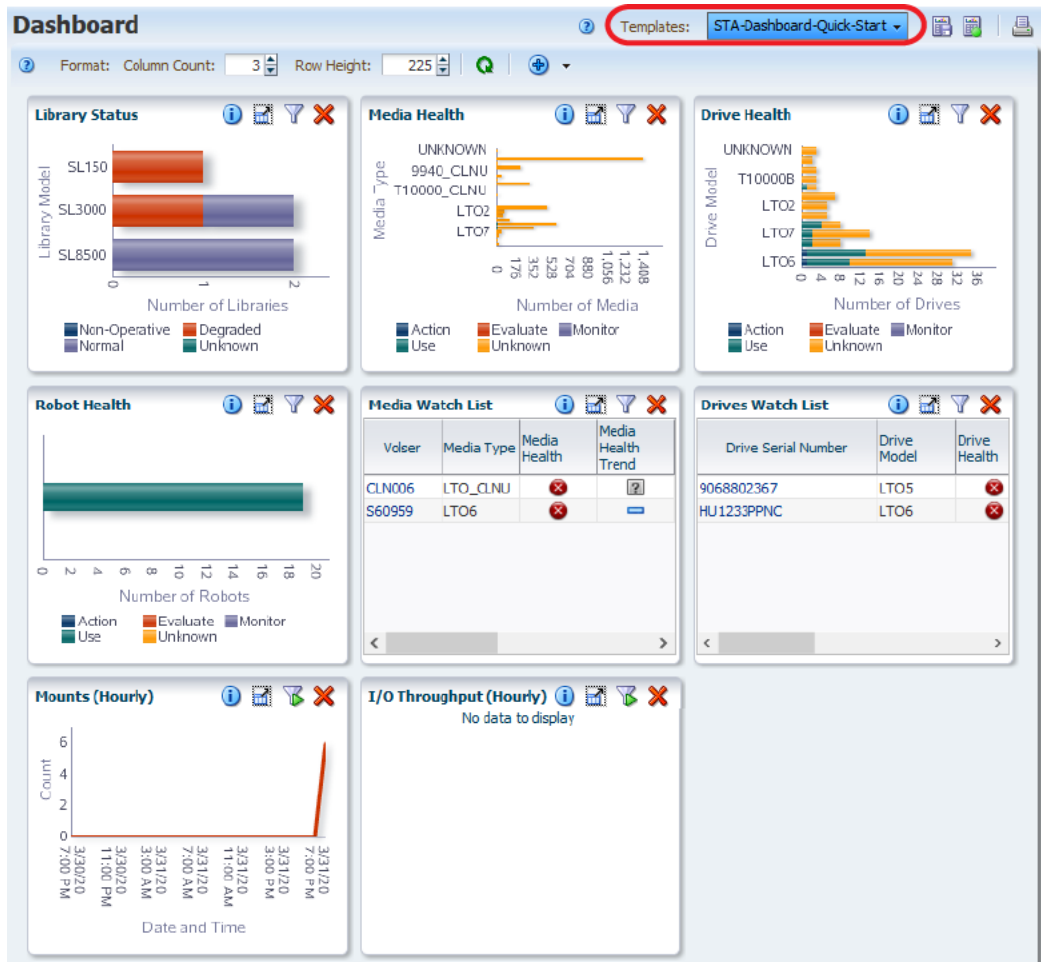 Dashboard
Templates: STA-Dashboard-Quick-Start
Format: Column Count: 3 Row Height: 225
Library Status
Library Model
SL150
SL3000
SL8500
0 1 2
Number of Libraries
Non-Operative Degraded
Normal Unknown
Media Health
Media_Type
UNKNOWN
9940_CLNU
T10000_CLNU
LTO2
LTO7
0 176 352 528 704 880 1,056 1,232 1,408
Number of Media
Action Evaluate Monitor
Use Unknown
Drive Health
Drive Model
UNKNOWN
T10000B
LTO2
LTO7
LTO6
0 4 8 12 16 20 24 28 32 36
Number of Drives
Action Evaluate Monitor
Use Unknown
Robot Health
0 2 4 6 8 10 12 14 16 18 20
Number of Robots
Action Evaluate Monitor
Use Unknown
Media Watch List
Volser Media Type Media Health Media Health Trend
CLN006 LTO_CLNU
S60959 LTO6
Drives Watch List
Drive Serial Number Drive Model Drive Health
9068802367 LTO5
HU1233PPNC LTO6
Mounts (Hourly)
Count
6
4
2
0
3/30/20 7:00 PM
3/30/20 11:00 PM
3/31/20 3:00 AM
3/31/20 7:00 AM
3/31/20 11:00 AM
3/31/20 3:00 PM
3/31/20 7:00 PM
Date and Time
I/O Throughput (Hourly)
No data to display